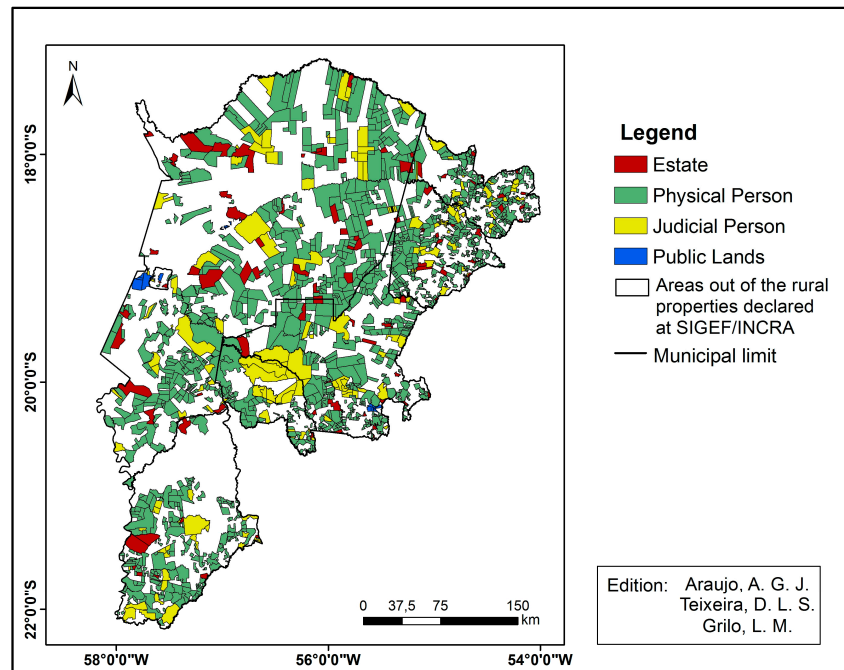 N
18°0'0"S
20°0'0"S
22°0'0"S
58°0'0"W
56°0'0"W
54°0'0"W
0 37,5 75 150
km
Legend
Estate
Physical Person
Judicial Person
Public Lands
Areas out of the rural
properties declared
at SIGEF/INCRA
Municipal limit
Edition: Araujo, A. G. J.
Teixeira, D. L. S.
Grilo, L. M.